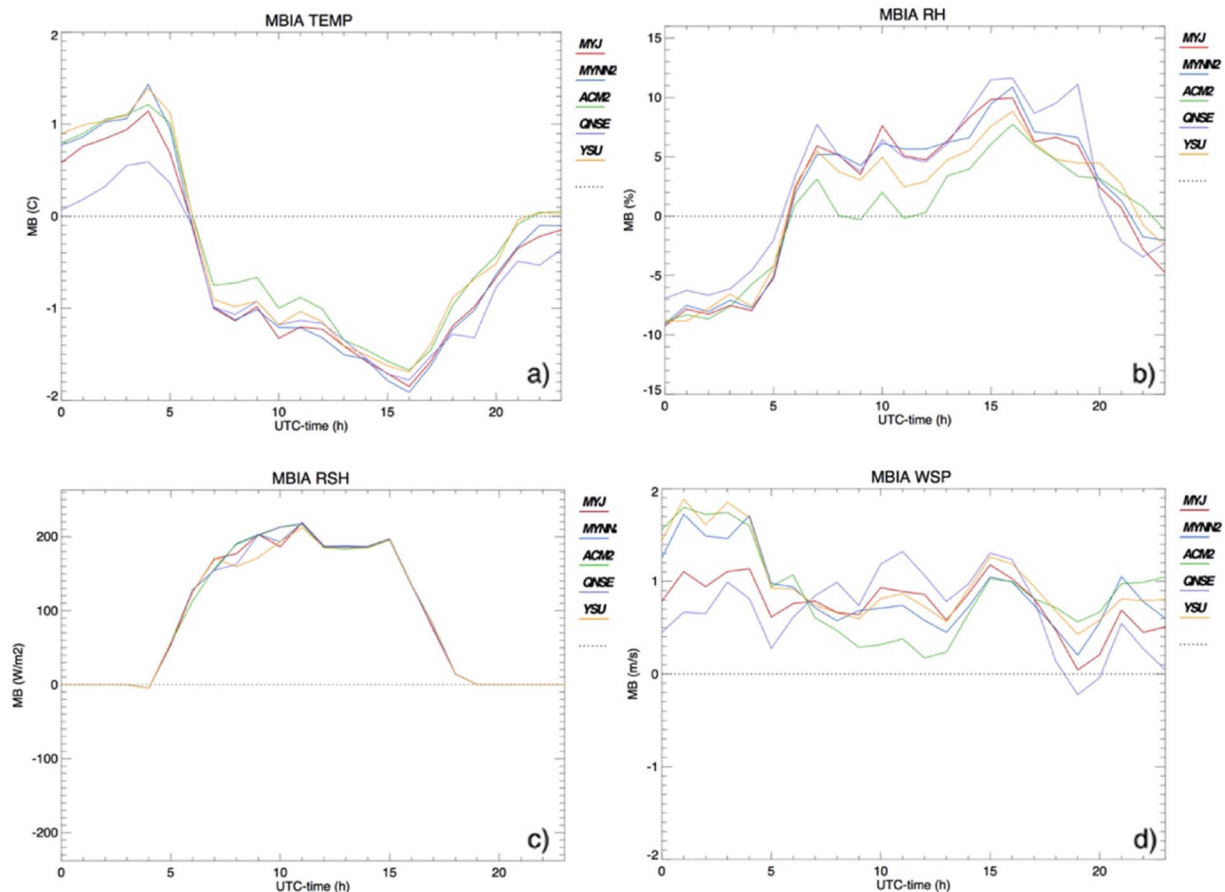 MBIA TEMP
2
1
0
-1
-2
MB (C)
0 5 10 15 20
UTC-time (h)
a)
MYJ
MYNN2
ACM2
QNSE
YSU
MBIA RH
15
10
5
0
-5
-10
-15
MB (%)
0 5 10 15 20
UTC-time (h)
b)
MYJ
MYNN2
ACM2
QNSE
YSU
MBIA RSH
200
100
0
-100
-200
MB (W/m2)
0 5 10 15 20
UTC-time (h)
c)
MYJ
MYNN2
ACM2
QNSE
YSU
MBIA WSP
2
1
0
-1
-2
MB (m/s)
0 5 10 15 20
UTC-time (h)
d)
MYJ
MYNN2
ACM2
QNSE
YSU